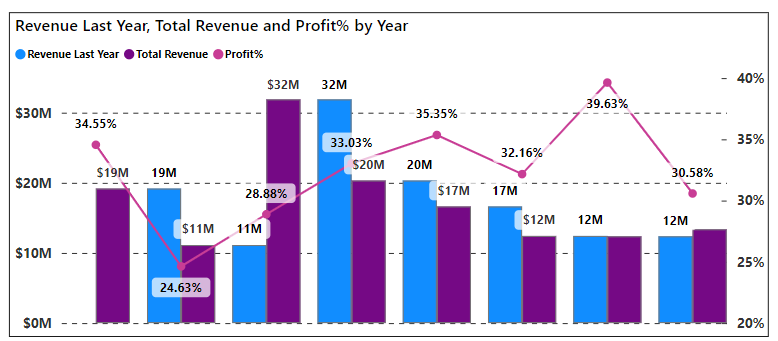 Revenue Last Year, Total Revenue and Profit% by Year
Revenue Last Year Total Revenue Profit%
$30M
$20M
$10M
$0M
40%
35%
30%
25%
20%
34.55%
$19M
19M
$11M
24.63%
11M
28.88%
$32M
32M
33.03%
$20M
35.35%
20M
$17M
32.16%
17M
$12M
39.63%
12M
30.58%
12M